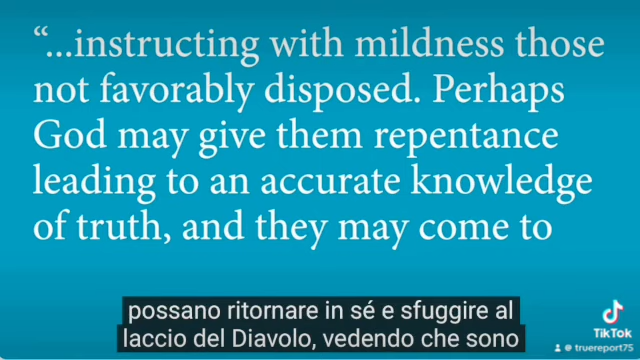 “...instructing with mildness those
not favorably disposed. Perhaps
God may give them repentance
leading to an accurate knowledge
of truth, and they may come to
possano ritornare in sé e sfuggire al
laccio del Diavolo, vedendo che sono
TikTok
@ truereport75